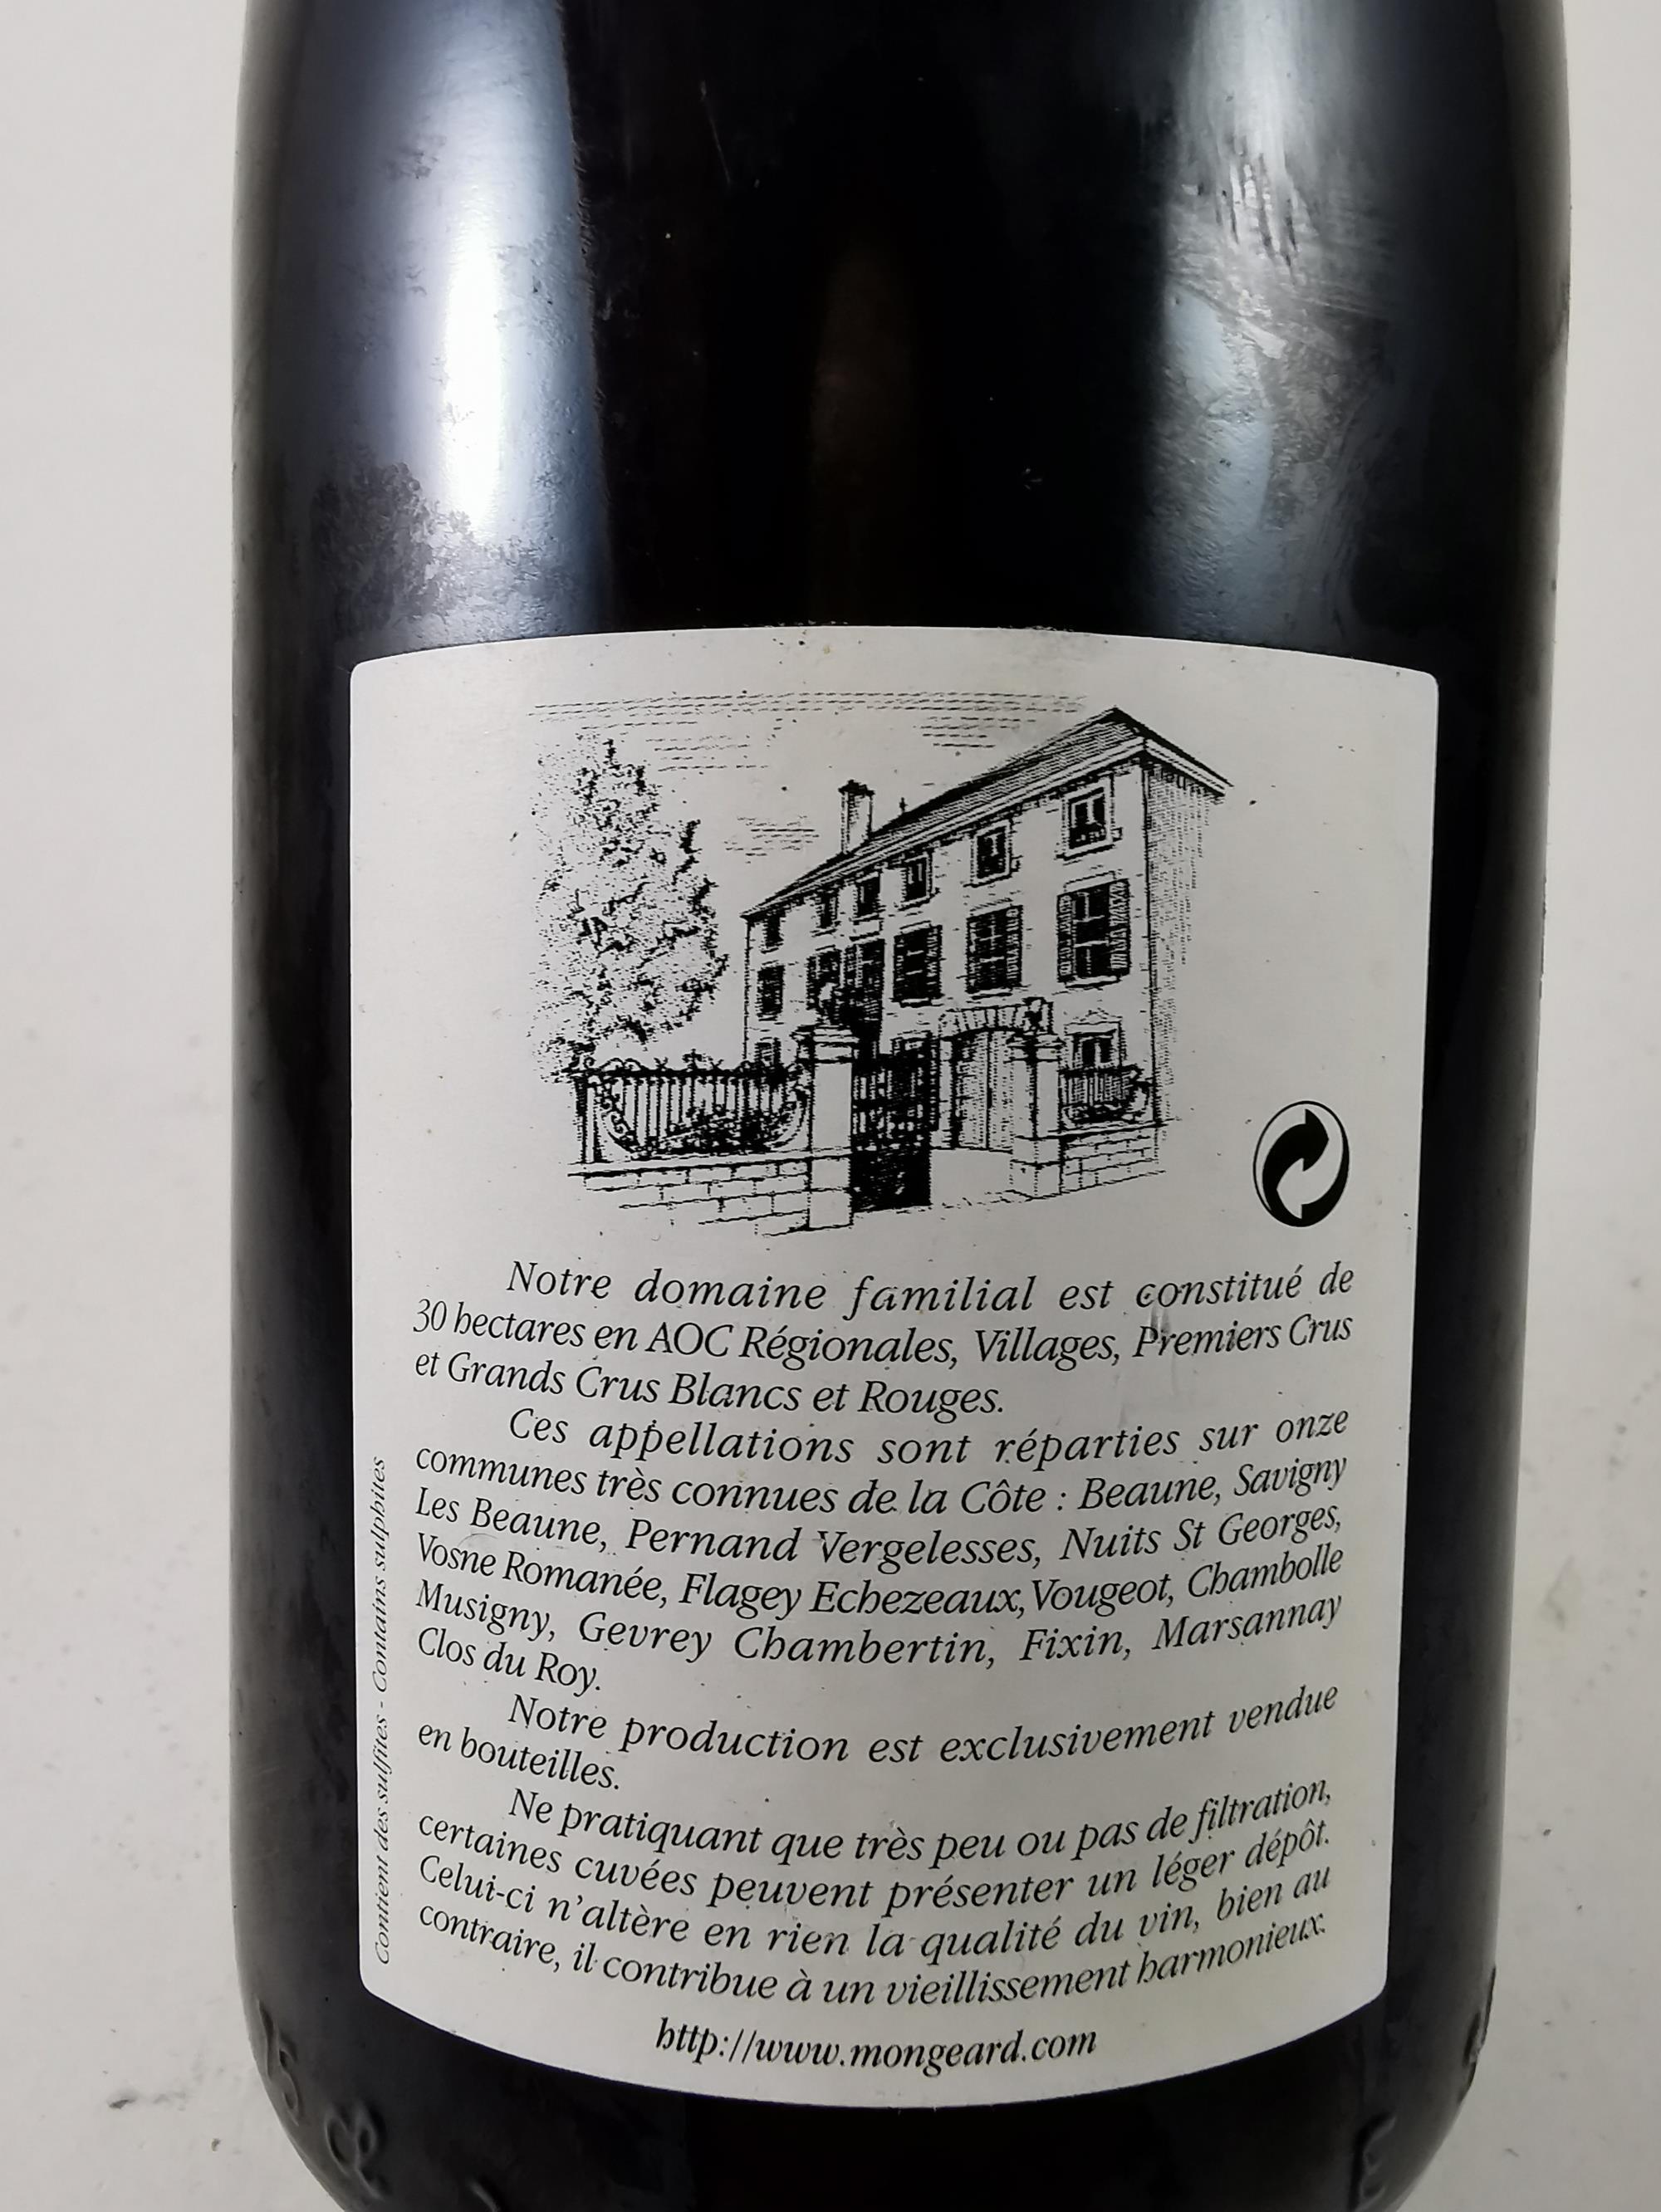 Notre domaine familial est constitué de
30 hectares en AOC Régionales, Villages, Premiers Crus
et Grands Crus Blancs et Rouges.
Ces appellations sont réparties sur onze
communes très connues de la Côte : Beaune, Savigny
Les Beaune, Pernand Vergelesses, Nuits St Georges,
Vosne Romanée, Flagey Echezeaux, Vougeot, Chambolle
Musigny, Gevrey Chambertin, Fixin, Marsannay
Clos du Roy.
Notre production est exclusivement vendue
en bouteilles.
Ne pratiquant que très peu ou pas de filtration,
certaines cuvées peuvent présenter un léger dépôt.
Celui-ci n'altère en rien la qualité du vin, bien au
contraire, il contribue à un vieillissement harmonieux.
http://www.mongeard.com
Contient des sulfites - Contains sulphites